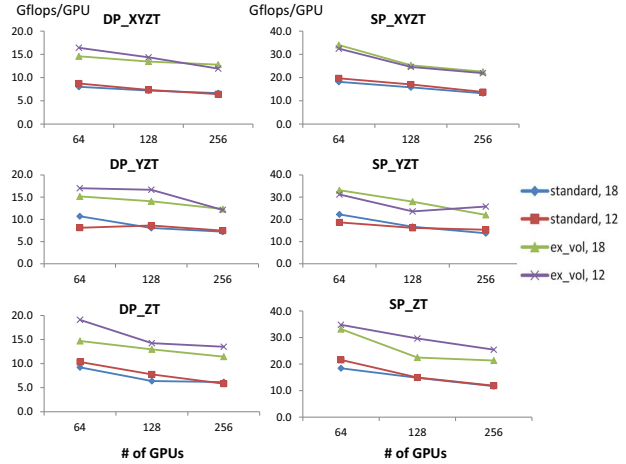 Gflops/GPU
DP_XYZT
20.0
15.0
10.0
5.0
0.0
64 128 256
Gflops/GPU
SP_XYZT
40.0
30.0
20.0
10.0
0.0
64 128 256
DP_YZT
20.0
15.0
10.0
5.0
0.0
64 128 256
SP_YZT
40.0
30.0
20.0
10.0
0.0
64 128 256
standard, 18
standard, 12
ex_vol, 18
ex_vol, 12
DP_ZT
20.0
15.0
10.0
5.0
0.0
64 128 256
# of GPUs
SP_ZT
40.0
30.0
20.0
10.0
0.0
64 128 256
# of GPUs